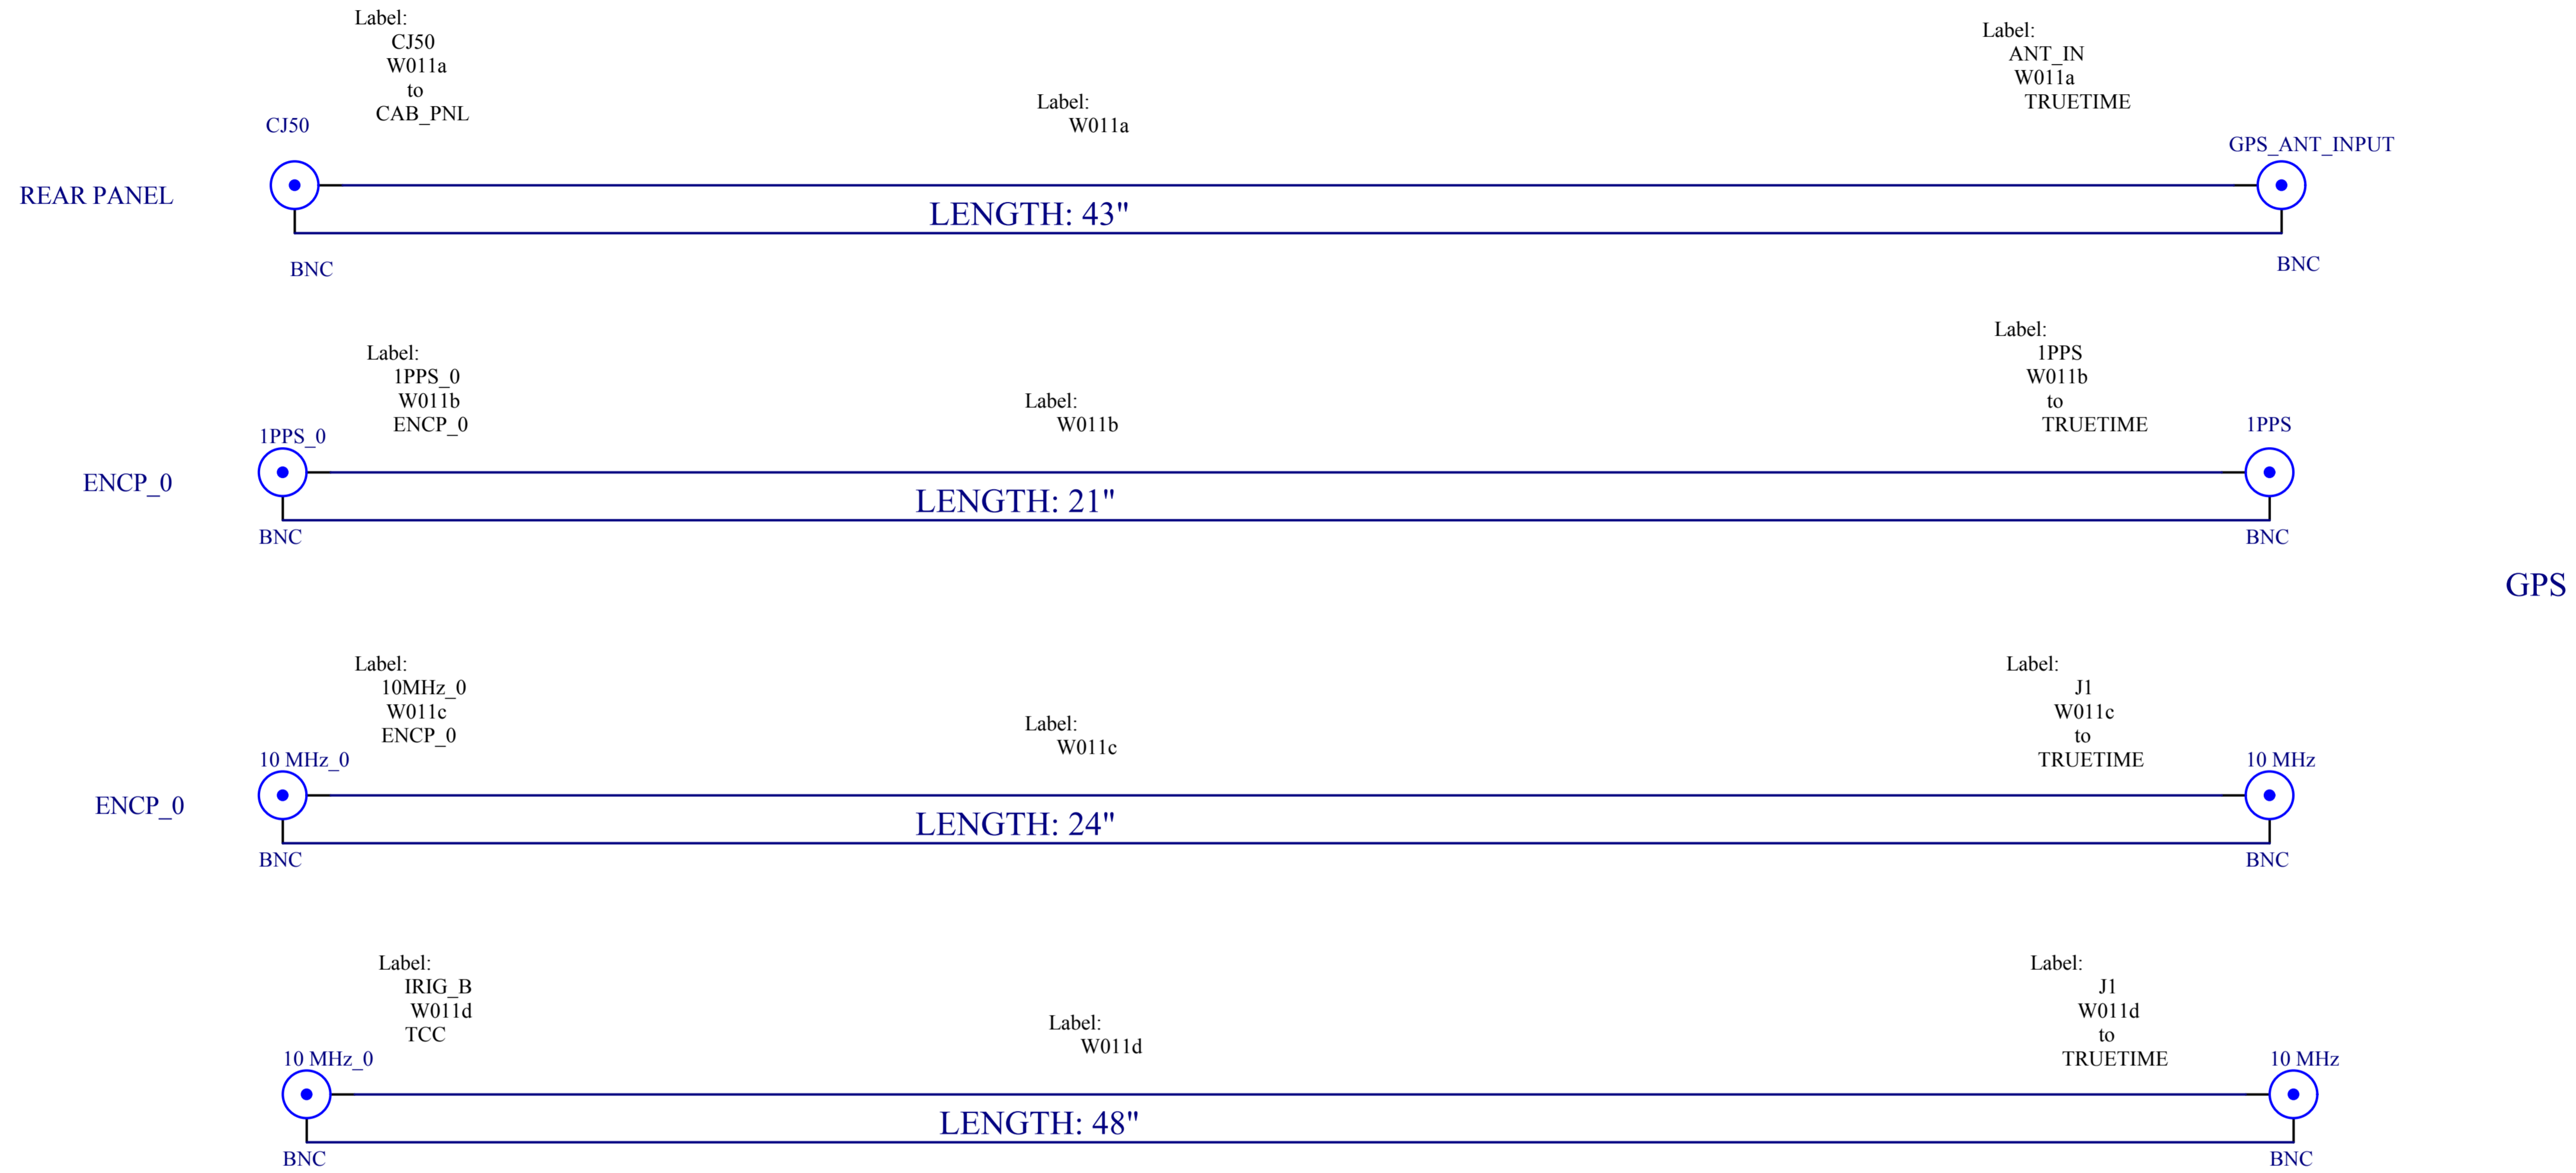 Label:
CJ50
W011a
to
CAB_PNL
Label:
W011a
Label:
ANT_IN
W011a
TRUETIME
CJ50
GPS_ANT_INPUT
REAR PANEL
LENGTH: 43"
BNC
BNC
Label:
1PPS_0
W011b
ENCP_0
Label:
W011b
Label:
1PPS
W011b
to
TRUETIME
1PPS_0
1PPS
ENCP_0
LENGTH: 21"
BNC
BNC
GPS
Label:
10MHz_0
W011c
ENCP_0
Label:
W011c
Label:
J1
W011c
to
TRUETIME
10 MHz_0
10 MHz
ENCP_0
LENGTH: 24"
BNC
BNC
Label:
IRIG_B
W011d
TCC
Label:
W011d
Label:
J1
W011d
to
TRUETIME
10 MHz_0
10 MHz
LENGTH: 48"
BNC
BNC